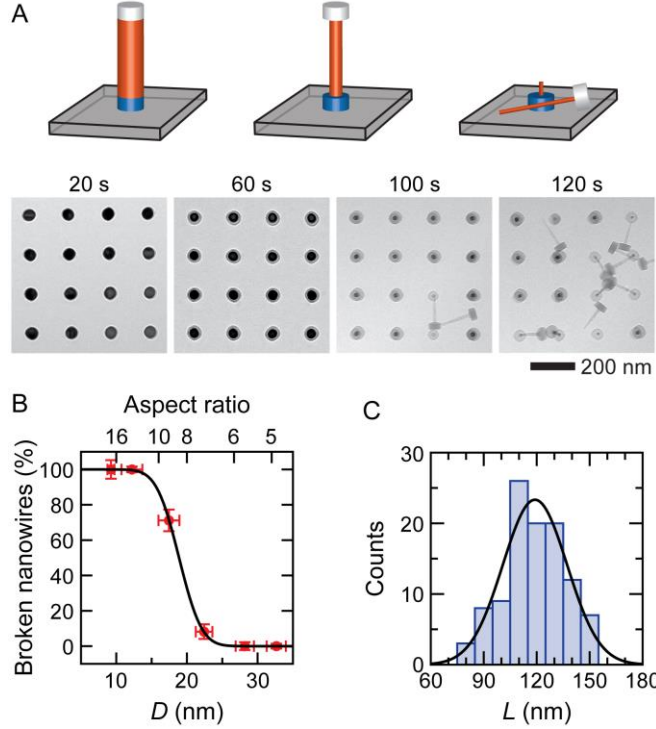 A
20 s 60 s 100 s 120 s
200 nm
B
Aspect ratio
16 10 8 6 5
Broken nanowires (%)
100
80
60
40
20
0
10 20 30
D (nm)
C
Counts
30
20
10
0
60 90 120 150 180
L (nm)